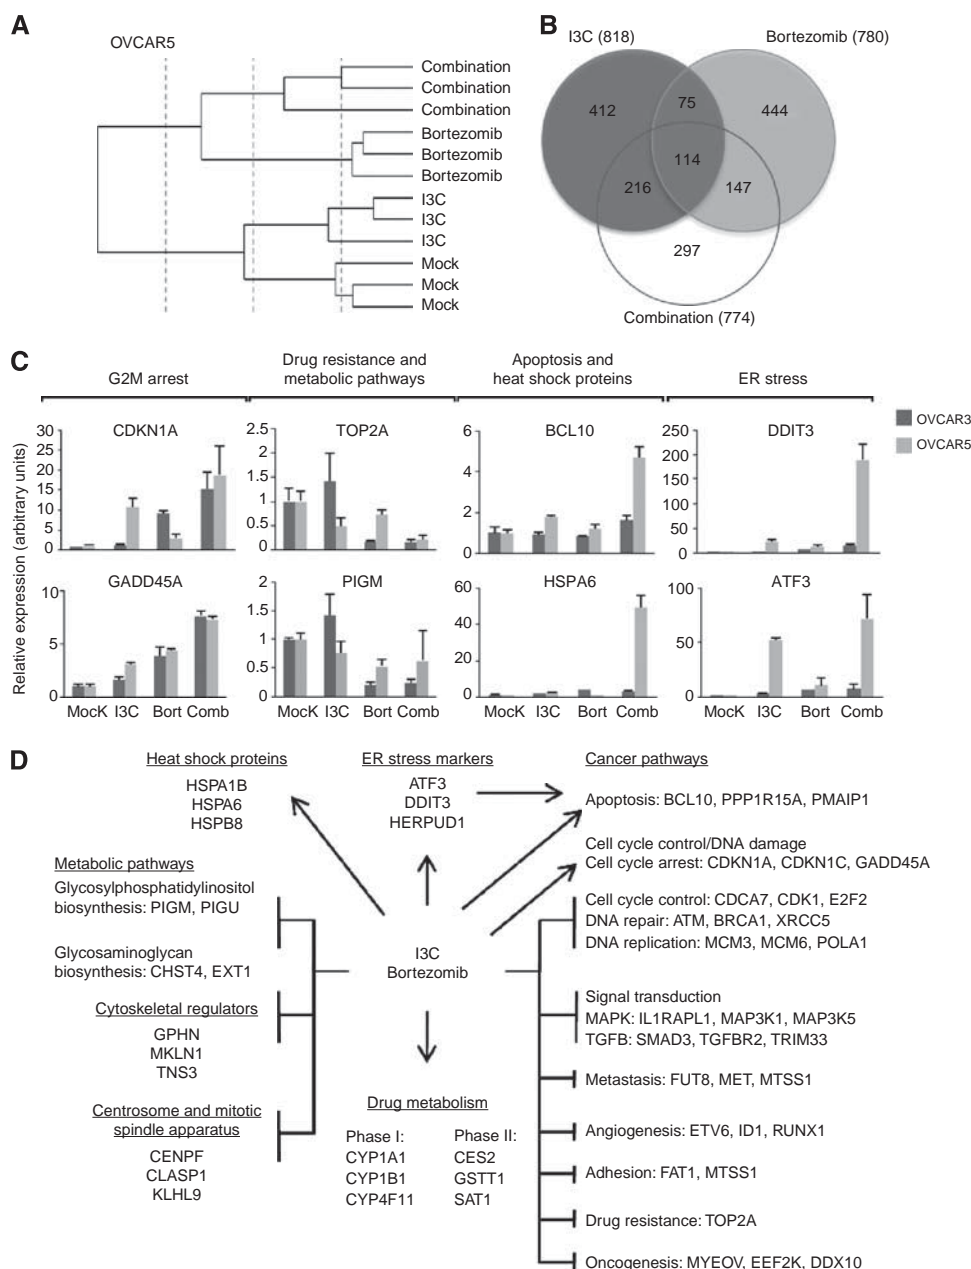 A
OVCAR5
Combination
Combination
Combination
Bortezomib
Bortezomib
Bortezomib
I3C
I3C
I3C
Mock
Mock
Mock
B
I3C (818)
Bortezomib (780)
412
75
444
114
216
147
297
Combination (774)
C
G2M arrest
Drug resistance and
metabolic pathways
Apoptosis and
heat shock proteins
ER stress
OVCAR3
OVCAR5
Relative expression (arbitrary units)
CDKN1A
30
25
20
15
10
5
0
TOP2A
2.5
2
1.5
1
0.5
0
BCL10
6
4
2
0
DDIT3
250
200
150
100
50
0
GADD45A
10
5
0
MocK I3C Bort Comb
PIGM
2
1.5
1
0.5
0
MocK I3C Bort Comb
HSPA6
60
40
20
0
MocK I3C Bort Comb
ATF3
100
50
0
MocK I3C Bort Comb
D
Heat shock proteins
HSPA1B
HSPA6
HSPB8
ER stress markers
ATF3
DDIT3
HERPUD1
Cancer pathways
Apoptosis: BCL10, PPP1R15A, PMAIP1
Cell cycle control/DNA damage
Cell cycle arrest: CDKN1A, CDKN1C, GADD45A
Cell cycle control: CDCA7, CDK1, E2F2
DNA repair: ATM, BRCA1, XRCC5
DNA replication: MCM3, MCM6, POLA1
Metabolic pathways
Glycosylphosphatidylinositol
biosynthesis: PIGM, PIGU
Glycosaminoglycan
biosynthesis: CHST4, EXT1
I3C
Bortezomib
Cytoskeletal regulators
GPHN
MKLN1
TNS3
Centrosome and mitotic
spindle apparatus
CENPF
CLASP1
KLHL9
Drug metabolism
Phase I:
CYP1A1
CYP1B1
CYP4F11
Phase II:
CES2
GSTT1
SAT1
Signal transduction
MAPK: IL1RAPL1, MAP3K1, MAP3K5
TGFB: SMAD3, TGFBR2, TRIM33
Metastasis: FUT8, MET, MTSS1
Angiogenesis: ETV6, ID1, RUNX1
Adhesion: FAT1, MTSS1
Drug resistance: TOP2A
Oncogenesis: MYEOV, EEF2K, DDX10